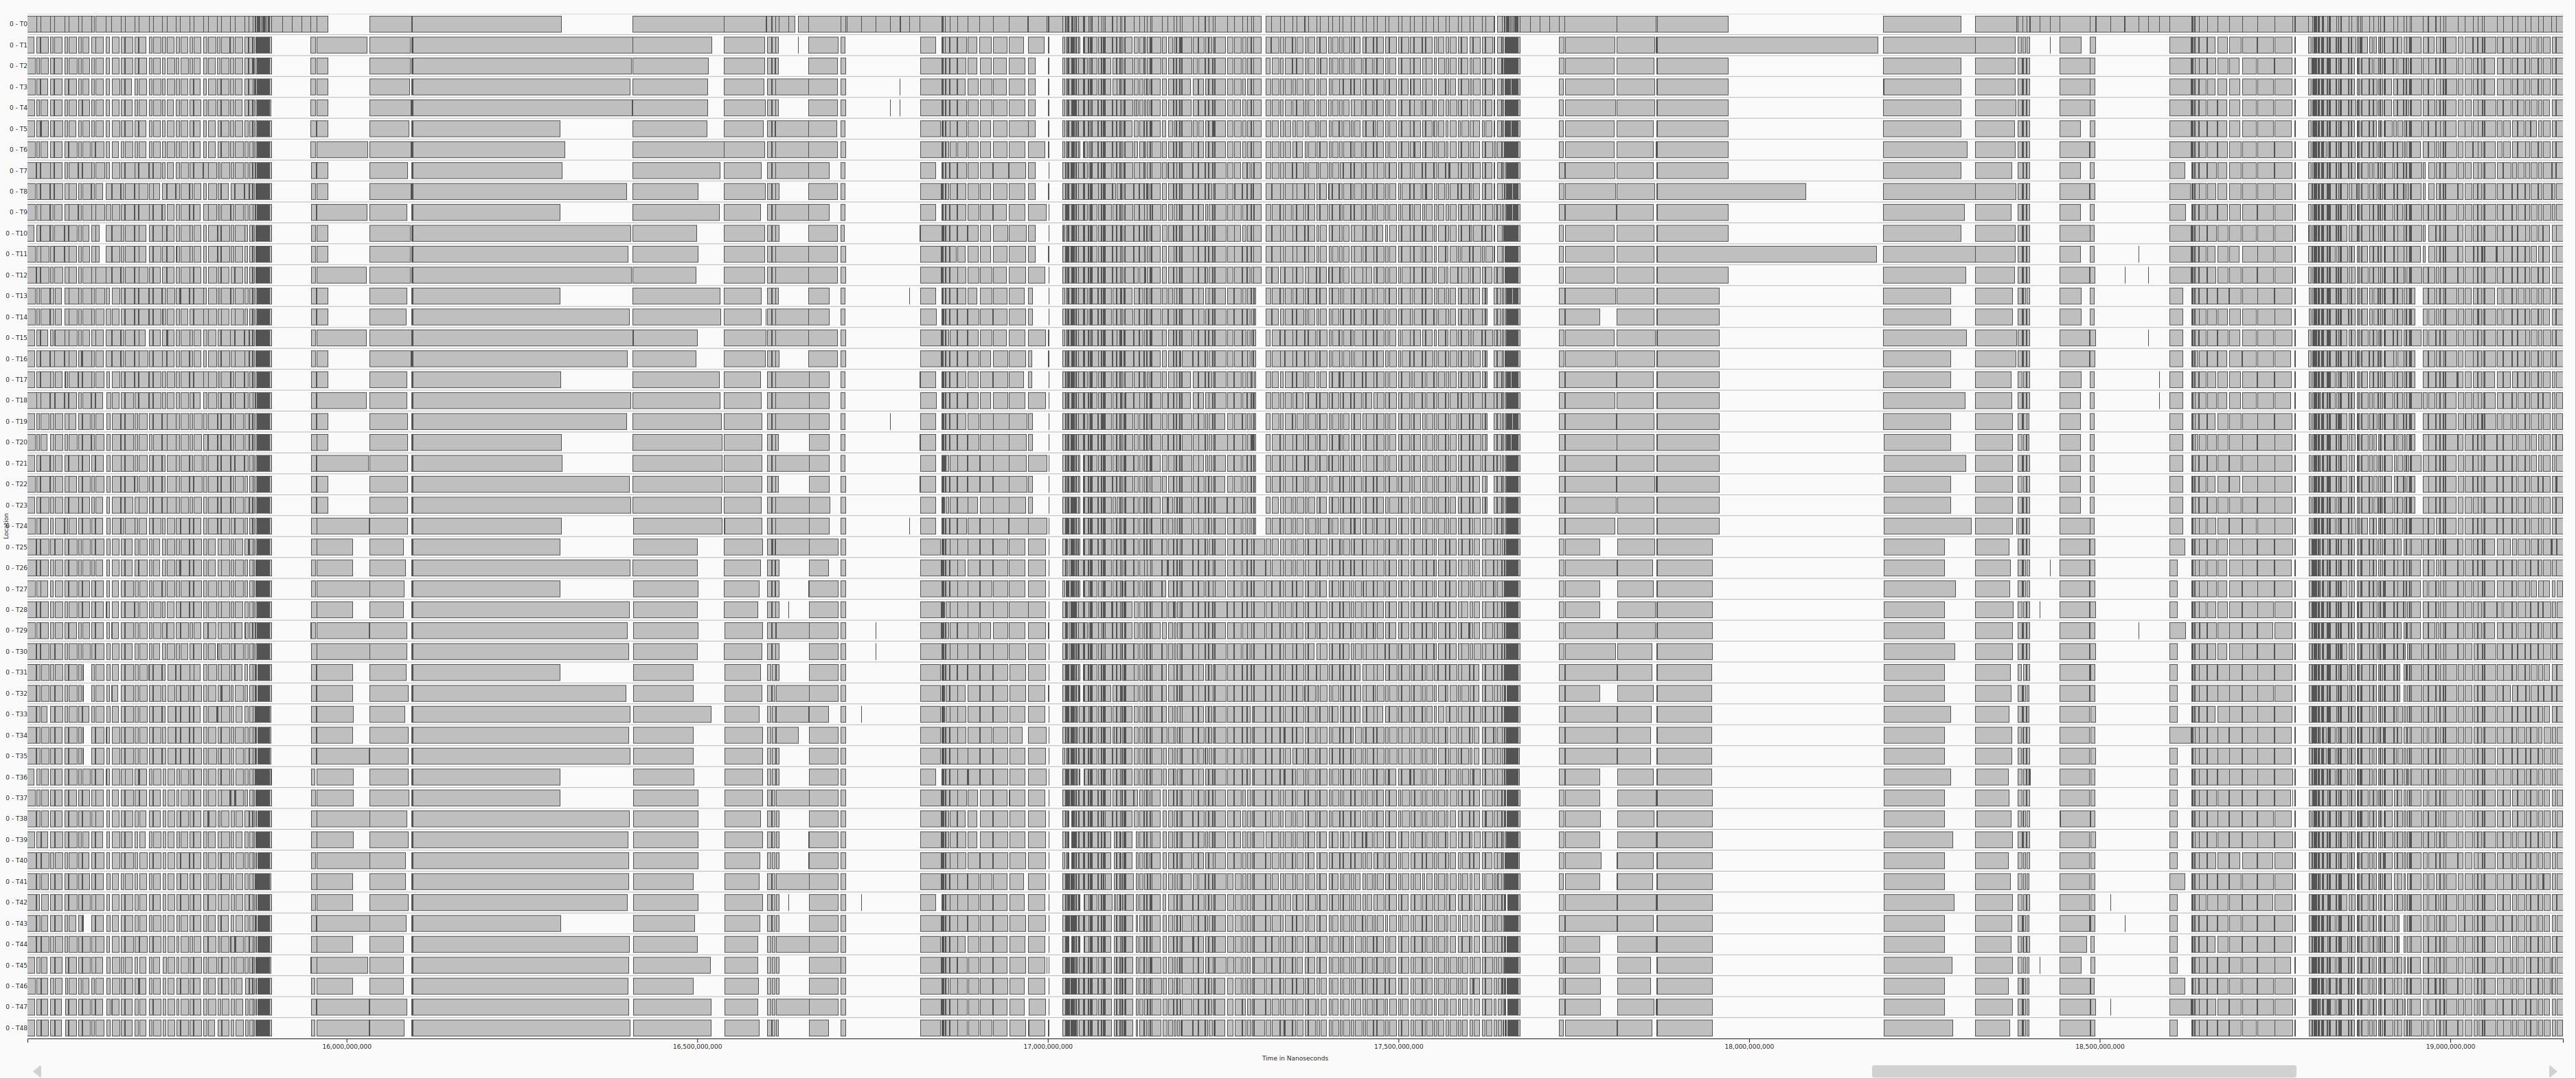 0 - T0
0 - T1
0 - T2
0 - T3
0 - T4
0 - T5
0 - T6
0 - T7
0 - T8
0 - T9
0 - T10
0 - T11
0 - T12
0 - T13
0 - T14
0 - T15
0 - T16
0 - T17
0 - T18
0 - T19
0 - T20
0 - T21
0 - T22
0 - T23
Location
0 - T24
0 - T25
0 - T26
0 - T27
0 - T28
0 - T29
0 - T30
0 - T31
0 - T32
0 - T33
0 - T34
0 - T35
0 - T36
0 - T37
0 - T38
0 - T39
0 - T40
0 - T41
0 - T42
0 - T43
0 - T44
0 - T45
0 - T46
0 - T47
0 - T48
16,000,000,000 16,500,000,000 17,000,000,000 17,500,000,000 18,000,000,000 18,500,000,000 19,000,000,000
Time in Nanoseconds